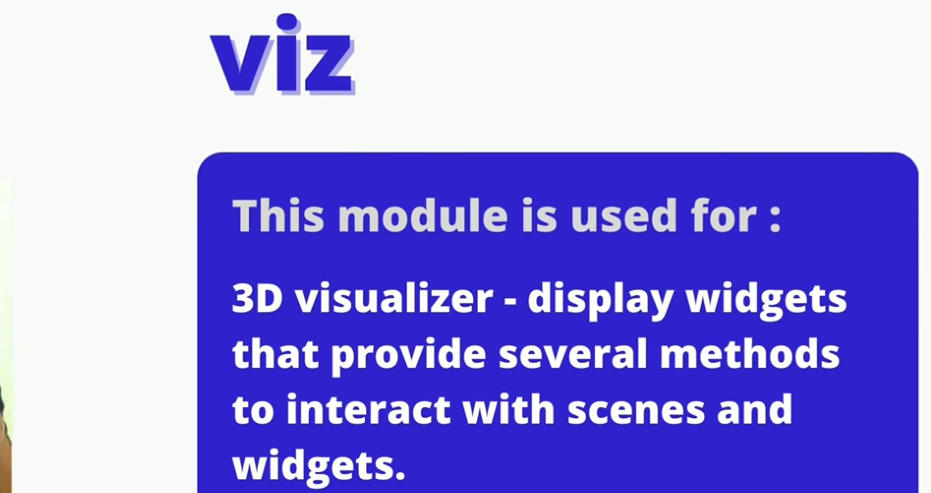 viz
This module is used for :
3D visualizer - display widgets
that provide several methods
to interact with scenes and
widgets.